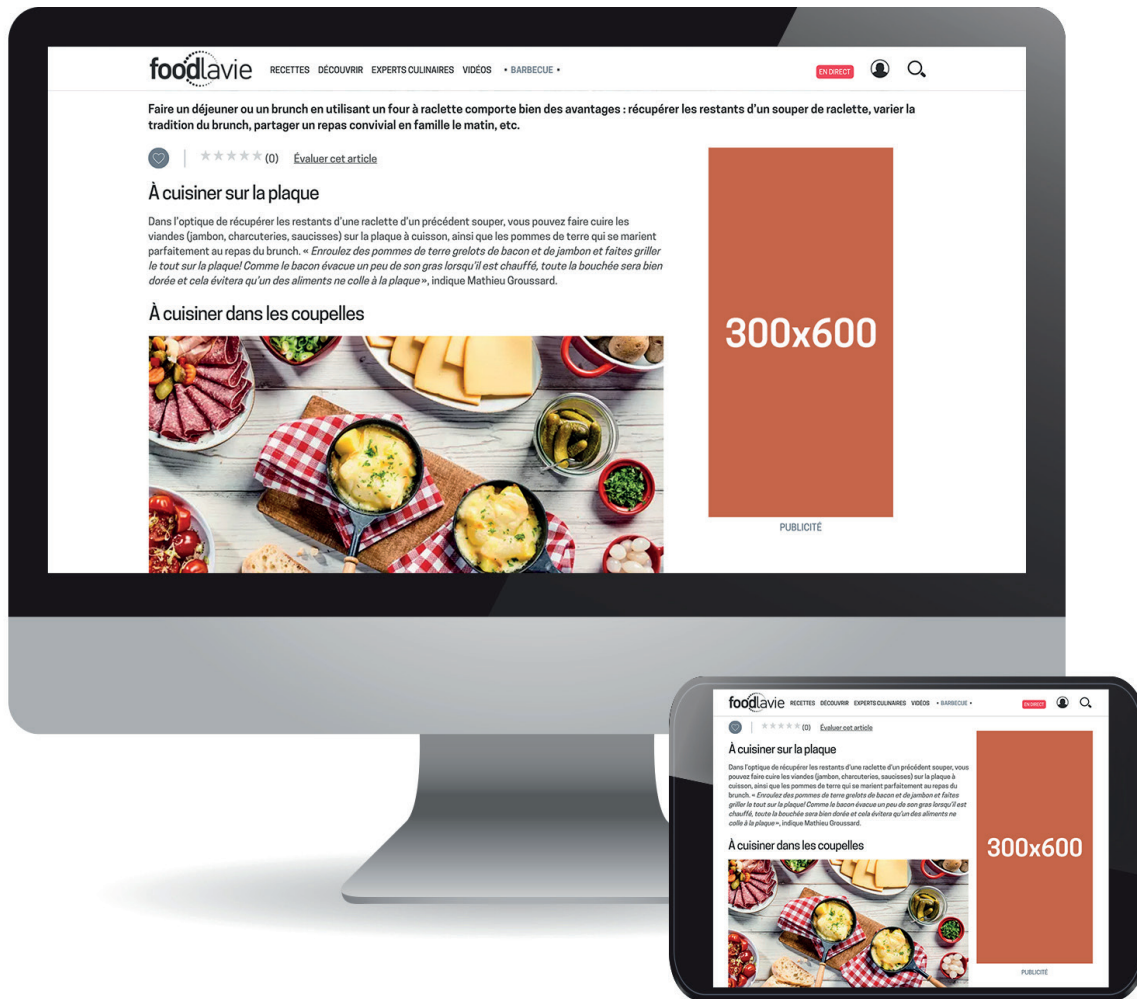 foodlavie RECETTES DÉCOUVRIR EXPERTS CULINAIRES VIDÉOS • BARBECUE • EN DIRECT
Faire un déjeuner ou un brunch en utilisant un four à raclette comporte bien des avantages : récupérer les restants d'un souper de raclette, varier la
tradition du brunch, partager un repas convivial en famille le matin, etc.
(0) Évaluer cet article
À cuisiner sur la plaque
Dans l'optique de récupérer les restants d'une raclette d'un précédent souper, vous pouvez faire cuire les
viandes (jambon, charcuteries, saucisses) sur la plaque à cuisson, ainsi que les pommes de terre qui se marient
parfaitement au repas du brunch. « Enroulez des pommes de terre grelots de bacon et de jambon et faites griller
le tout sur la plaque! Comme le bacon évacue un peu de son gras lorsqu'il est chauffé, toute la bouchée sera bien
dorée et cela évitera qu'un des aliments ne colle à la plaque », indique Mathieu Groussard.
À cuisiner dans les coupelles
300x600
PUBLICITÉ
foodlavie RECETTES DÉCOUVRIR EXPERTS CULINAIRES VIDÉOS • BARBECUE • EN DIRECT
(0) Évaluer cet article
À cuisiner sur la plaque
Dans l'optique de récupérer les restants d'une raclette d'un précédent souper, vous
pouvez faire cuire les viandes (jambon, charcuteries, saucisses) sur la plaque à
cuisson, ainsi que les pommes de terre qui se marient parfaitement au repas du
brunch. « Enroulez des pommes de terre grelots de bacon et de jambon et faites
griller le tout sur la plaque! Comme le bacon évacue un peu de son gras lorsqu'il est
chauffé, toute la bouchée sera bien dorée et cela évitera qu'un des aliments ne
colle à la plaque », indique Mathieu Groussard.
À cuisiner dans les coupelles
300x600
PUBLICITÉ